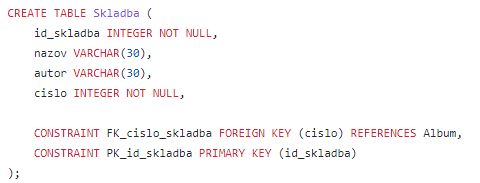 CREATE TABLE Skladba (
    id_skladba INTEGER NOT NULL,
    nazov VARCHAR(30),
    autor VARCHAR(30),
    cislo INTEGER NOT NULL,

    CONSTRAINT FK_cislo_skladba FOREIGN KEY (cislo) REFERENCES Album,
    CONSTRAINT PK_id_skladba PRIMARY KEY (id_skladba)
);